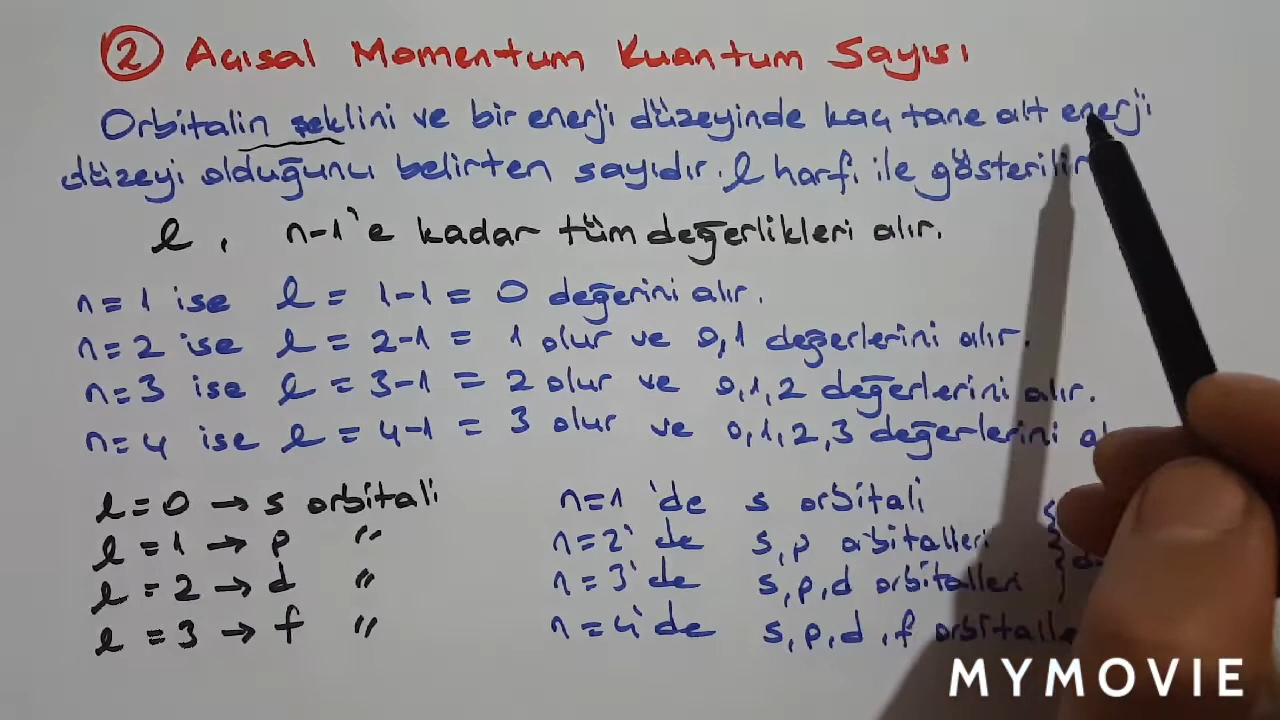 2 Açısal Momentum Kuantum Sayısı
Orbitalin şeklini ve bir enerji düzeyinde kaç tane alt enerji
düzeyi olduğunu belirten sayıdır. l harfi ile gösterilir
l, n-1'e kadar tüm değerlikleri alır.
n=1 ise l = 1-1 = 0 değerini alır.
n=2 ise l = 2-1 = 1 olur ve 0,1 değerlerini alır.
n=3 ise l = 3-1 = 2 olur ve 0,1,2 değerlerini alır.
n=4 ise l = 4-1 = 3 olur ve 0,1,2,3 değerlerini
l=0 → s orbitali
l=1 → p "
l=2 → d "
l=3 → f "
n=1'de s orbitali
n=2'de s,p orbitalleri
n=3'de s,p,d orbitalleri
n=4'de s,p,d,f
MYMOVIE